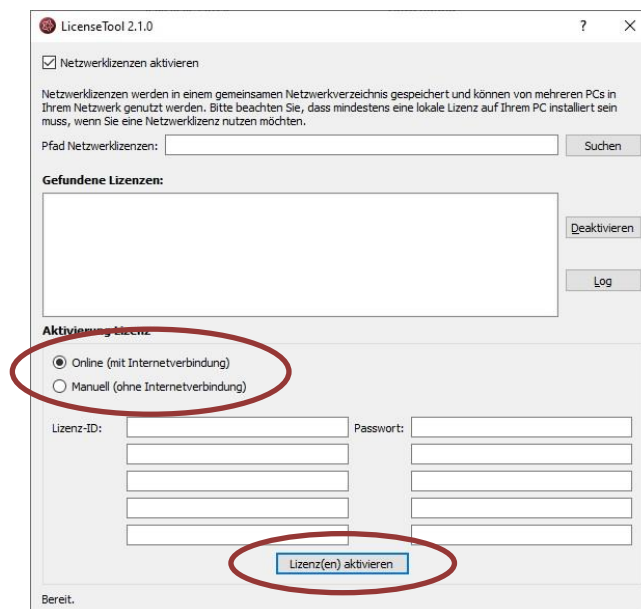 LicenseTool 2.1.0
Netzwerklizenzen aktivieren
Netzwerklizenzen werden in einem gemeinsamen Netzwerkverzeichnis gespeichert und können von mehreren PCs in
Ihrem Netzwerk genutzt werden. Bitte beachten Sie, dass mindestens eine lokale Lizenz auf Ihrem PC installiert sein
muss, wenn Sie eine Netzwerklizenz nutzen möchten.
Pfad Netzwerklizenzen: Suchen
Gefundene Lizenzen:
Deaktivieren
Log
Aktivierung Lizenz
Online (mit Internetverbindung)
Manuell (ohne Internetverbindung)
Lizenz-ID: Passwort:
Lizenz(en) aktivieren
Bereit.